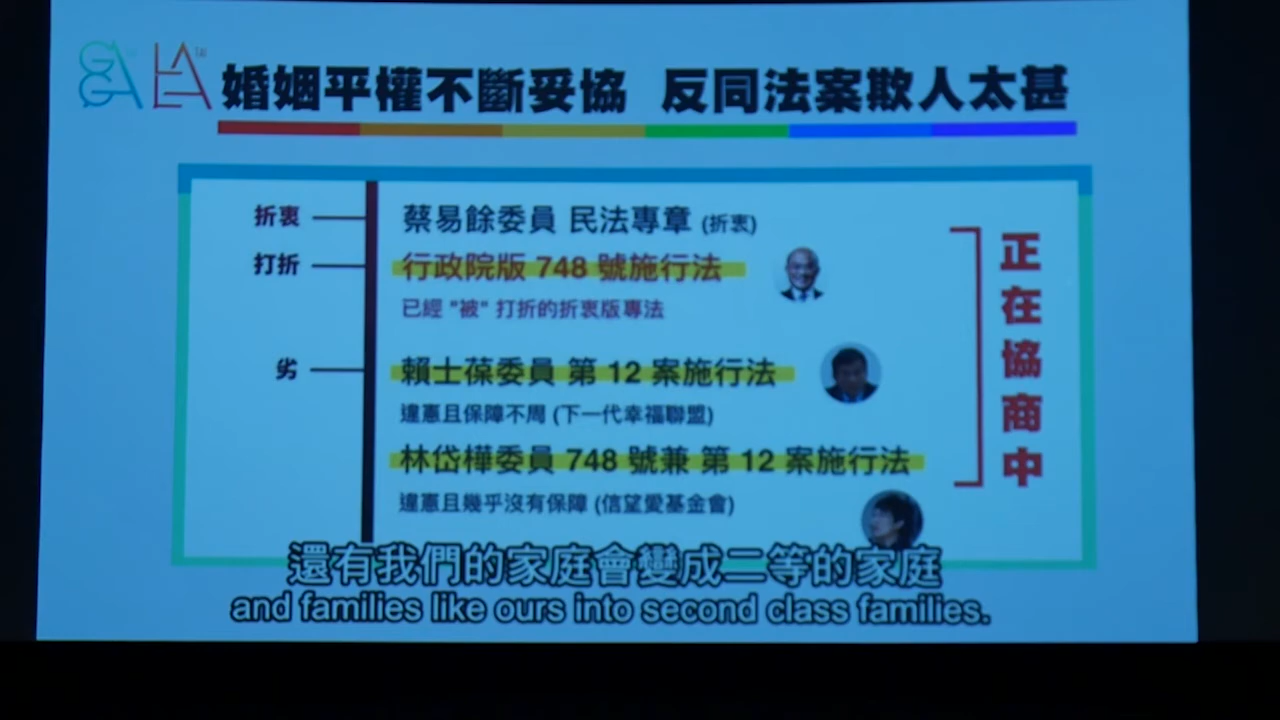 婚姻平權不斷妥協 反同法案欺人太甚
折衷
蔡易餘委員 民法專章 (折衷)
打折
行政院版 748 號施行法
已經 "被" 打折的折衷版專法
劣
賴士葆委員 第 12 案施行法
違憲且保障不周 (下一代幸福聯盟)
林岱樺委員 748 號兼 第 12 案施行法
違憲且幾乎沒有保障 (信望愛基金會)
正在協商中
還有我們的家庭會變成二等的家庭
and families like ours into second class families.